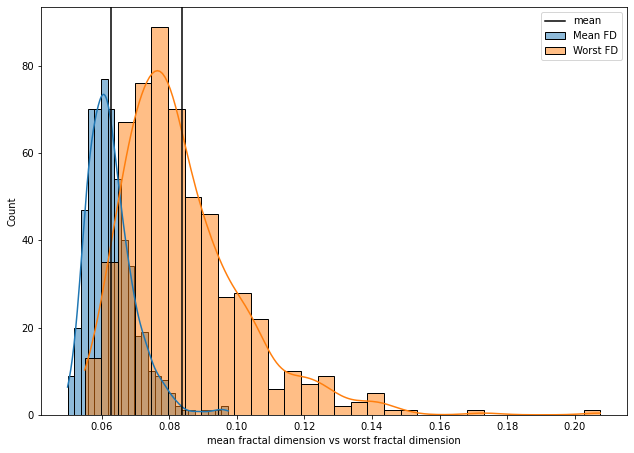 mean
Mean FD
Worst FD
80
60
40
20
0
Count
0.06
0.08
0.10
0.12
0.14
0.16
0.18
0.20
mean fractal dimension vs worst fractal dimension